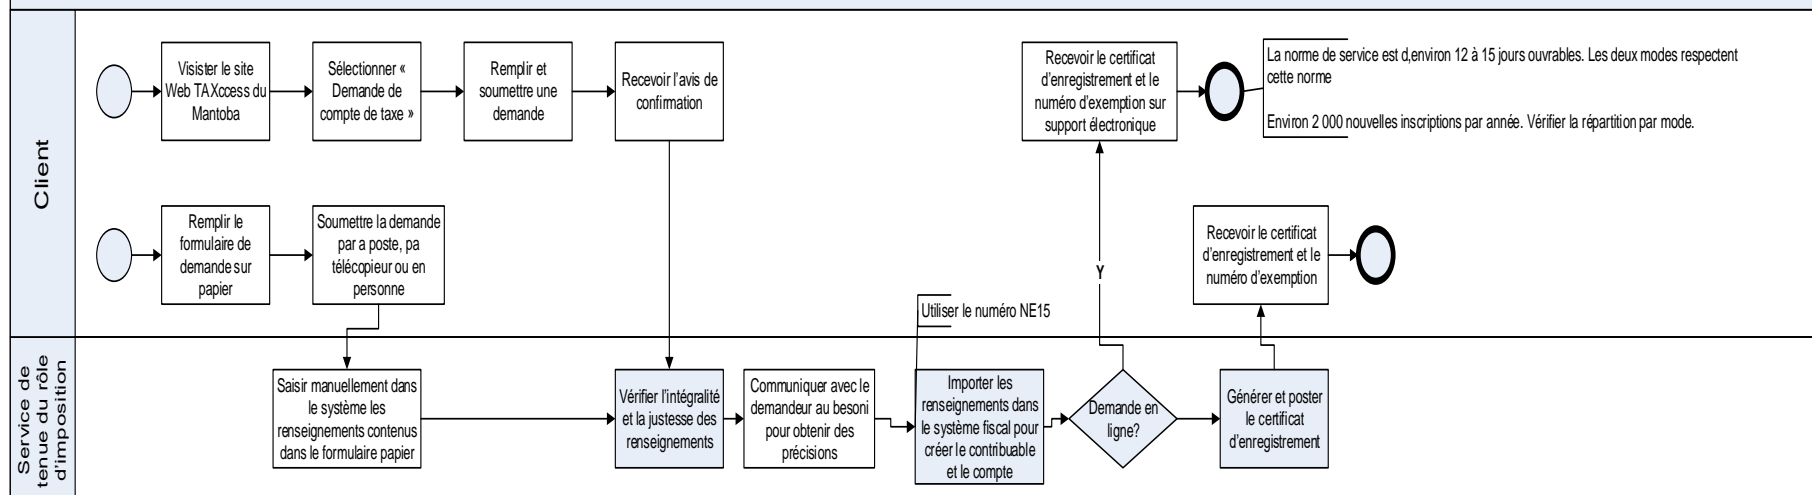 Client
Visister le site
Web TAXccess du
Mantoba
Sélectionner «
Demande de
compte de taxe »
Remplir et
soumettre une
demande
Recevoir l'avis de
confirmation
Recevoir le certificat
d'enregistrement et le
numéro d'exemption sur
support électronique
La norme de service est d,environ 12 à 15 jours ouvrables. Les deux modes respectent
cette norme
Environ 2 000 nouvelles inscriptions par année. Vérifier la répartition par mode.
Remplir le
formulaire de
demande sur
papier
Soumettre la demande
par a poste, pa
télécopieur ou en
personne
Recevoir le certificat
d'enregistrement et le
numéro d'exemption
Y
Utiliser le numéro NE15
Service de
tenue du rôle
d'imposition
Saisir manuellement dans
le système les
renseignements contenus
dans le formulaire papier
Vérifier l'intégralité
et la justesse des
renseignements
Communiquer avec le
demandeur au besoni
pour obtenir des
précisions
Importer les
renseignements dans
le système fiscal pour
créer le contribuable
et le compte
Demande en
ligne?
Générer et poster
le certificat
d'enregistrement